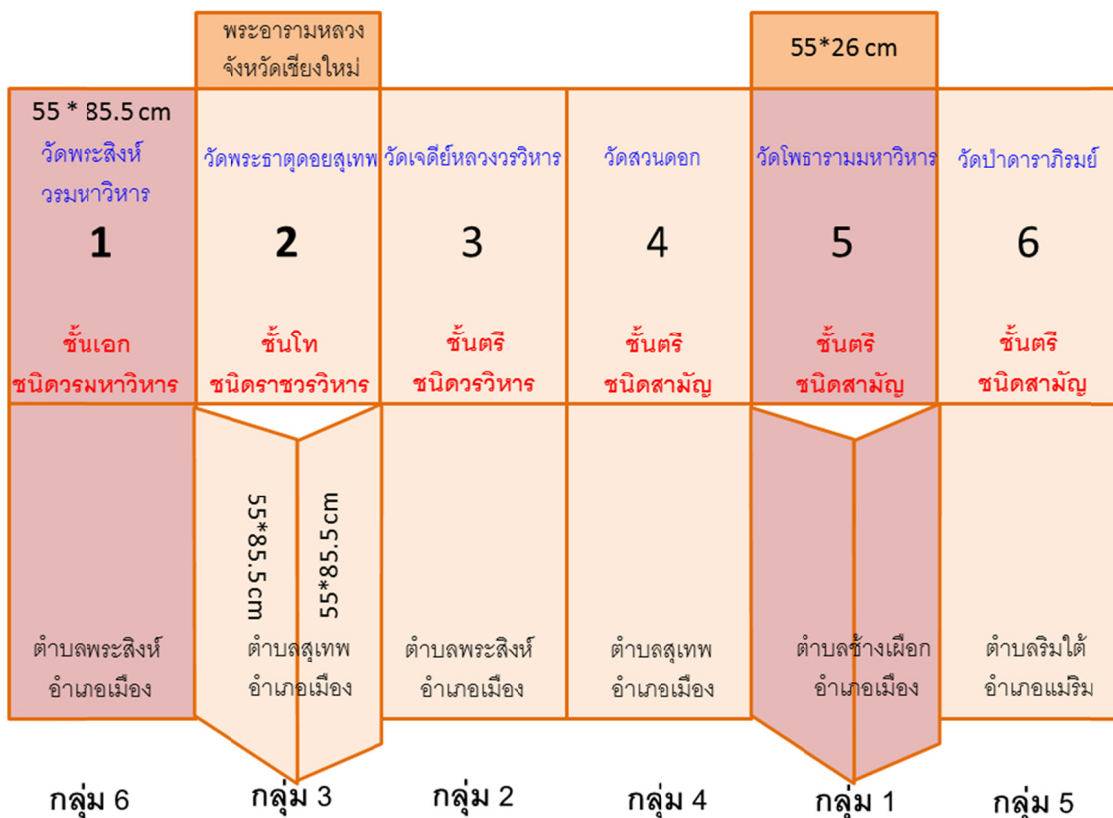 พระอารามหลวง
จังหวัดเชียงใหม่
55*26 cm
55 * 85.5 cm
วัดพระสิงห์
วรมหาวิหาร
1
ชั้นเอก
ชนิดวรมหาวิหาร
วัดพระธาตุดอยสุเทพ
2
ชั้นโท
ชนิดราชวรวิหาร
วัดเจดีย์หลวงวรวิหาร
3
ชั้นตรี
ชนิดวรวิหาร
วัดสวนดอก
4
ชั้นตรี
ชนิดสามัญ
วัดโพธารามมหาวิหาร
5
ชั้นตรี
ชนิดสามัญ
วัดป่าดาราภิรมย์
6
ชั้นตรี
ชนิดสามัญ
55*85.5cm
55*85.5cm
ตำบลพระสิงห์
อำเภอเมือง
ตำบลสุเทพ
อำเภอเมือง
ตำบลพระสิงห์
อำเภอเมือง
ตำบลสุเทพ
อำเภอเมือง
ตำบลช้างเผือก
อำเภอเมือง
ตำบลริมใต้
อำเภอแม่ริม
กลุ่ม 6
กลุ่ม 3
กลุ่ม 2
กลุ่ม 4
กลุ่ม 1
กลุ่ม 5